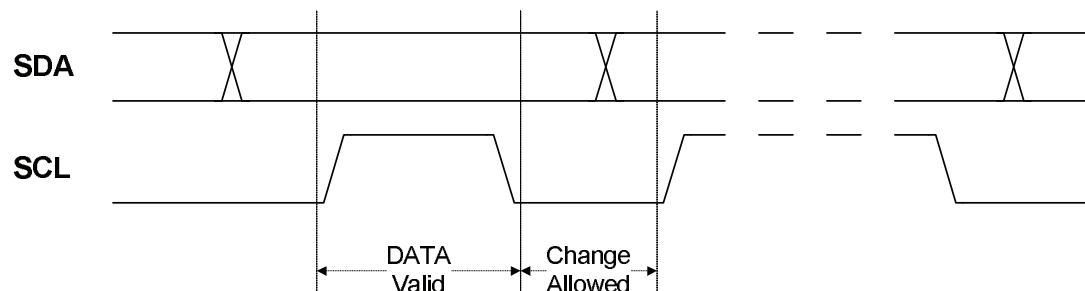 SDA
SCL
DATA
Valid
Change
Allowed